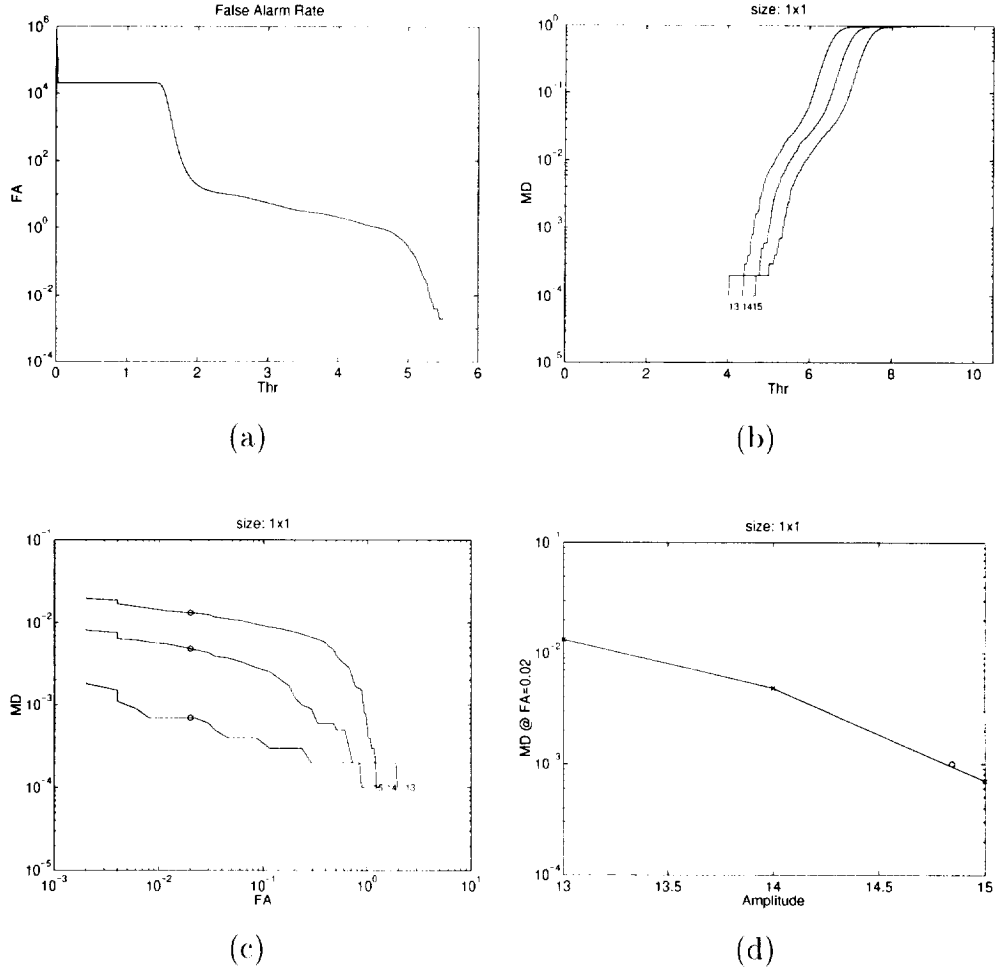 False Alarm Rate
10^6
10^4
10^2
10^0
10^-2
10^-4
FA
0 1 2 3 4 5 6
Thr
(a)
size: 1x1
10^0
10^-1
10^-2
10^-3
10^-4
10^-5
MD
13 14 15
0 2 4 6 8 10
Thr
(b)
size: 1x1
10^-1
10^-2
10^-3
10^-4
10^-5
MD
5 14 13
10^-3 10^-2 10^-1 10^0 10^1
FA
(c)
size: 1x1
10^-1
10^-2
10^-3
10^-4
MD @ FA=0.02
13 13.5 14 14.5 15
Amplitude
(d)